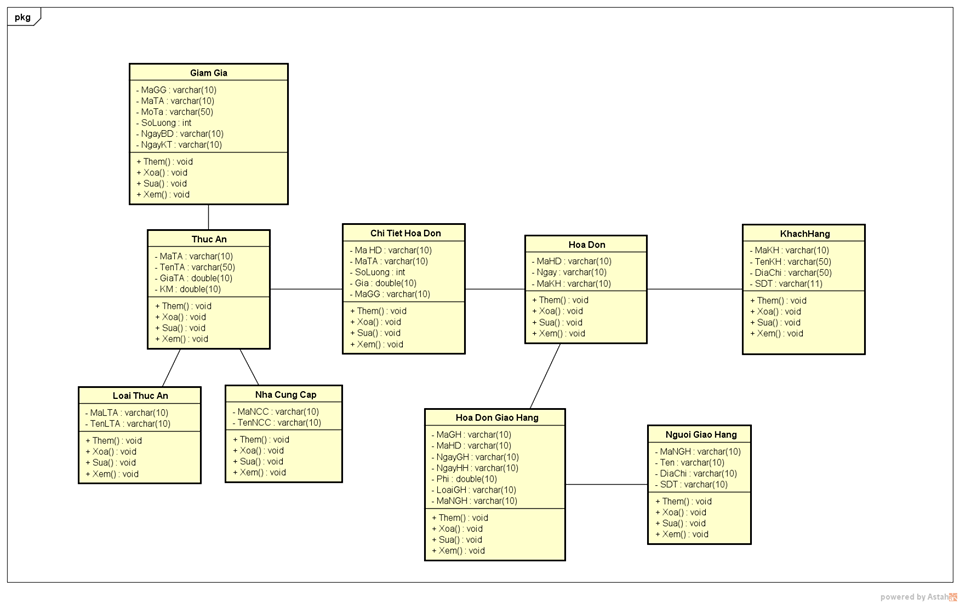 pkg
Giam Gia
- MaGG : varchar(10)
- MaTA : varchar(10)
- MoTa : varchar(50)
- SoLuong : int
- NgayBD : varchar(10)
- NgayKT : varchar(10)
+ Them() : void
+ Xoa() : void
+ Sua() : void
+ Xem() : void
Thuc An
- MaTA : varchar(10)
- TenTA : varchar(50)
- GiaTA : double(10)
- KM : double(10)
+ Them() : void
+ Xoa() : void
+ Sua() : void
+ Xem() : void
Chi Tiet Hoa Don
- Ma HD : varchar(10)
- MaTA : varchar(10)
- SoLuong : int
- Gia : double(10)
- MaGG : varchar(10)
+ Them() : void
+ Xoa() : void
+ Sua() : void
+ Xem() : void
Hoa Don
- MaHD : varchar(10)
- Ngay : varchar(10)
- MaKH : varchar(10)
+ Them() : void
+ Xoa() : void
+ Sua() : void
+ Xem() : void
KhachHang
- MaKH : varchar(10)
- TenKH : varchar(50)
- DiaChi : varchar(50)
- SDT : varchar(11)
+ Them() : void
+ Xoa() : void
+ Sua() : void
+ Xem() : void
Loai Thuc An
- MaLTA : varchar(10)
- TenLTA : varchar(10)
+ Them() : void
+ Xoa() : void
+ Sua() : void
+ Xem() : void
Nha Cung Cap
- MaNCC : varchar(10)
- TenNCC : varchar(10)
+ Them() : void
+ Xoa() : void
+ Sua() : void
+ Xem() : void
Hoa Don Giao Hang
- MaGH : varchar(10)
- MaHD : varchar(10)
- NgayGH : varchar(10)
- NgayHH : varchar(10)
- Phi : double(10)
- LoaiGH : varchar(10)
- MaNGH : varchar(10)
+ Them() : void
+ Xoa() : void
+ Sua() : void
+ Xem() : void
Nguoi Giao Hang
- MaNGH : varchar(10)
- Ten : varchar(10)
- DiaChi : varchar(10)
- SDT : varchar(10)
+ Them() : void
+ Xoa() : void
+ Sua() : void
+ Xem() : void
powered by Astah